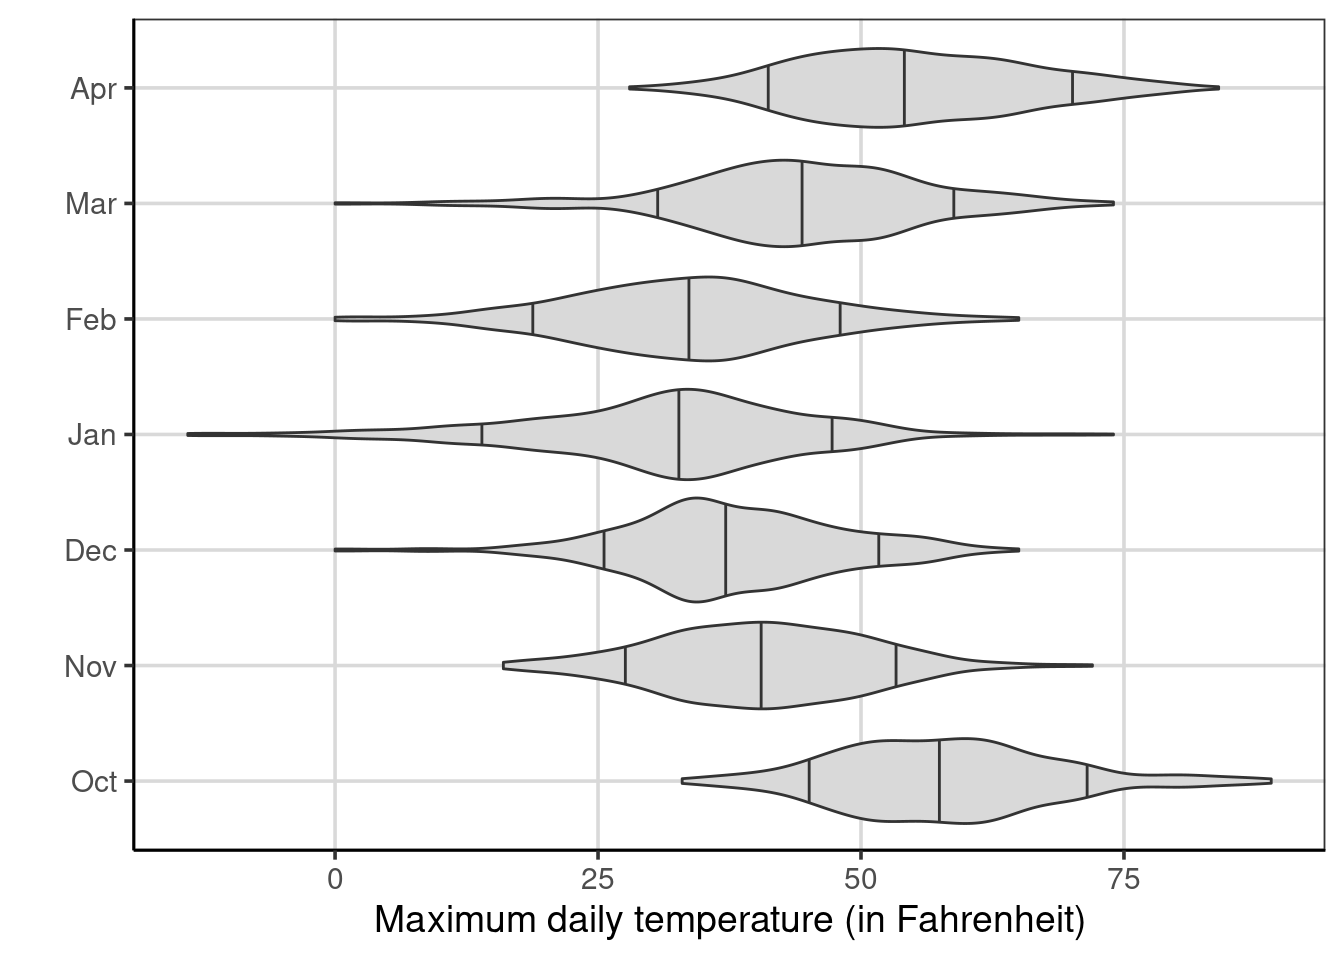 Apr
Mar
Feb
Jan
Dec
Nov
Oct
0 25 50 75
Maximum daily temperature (in Fahrenheit)